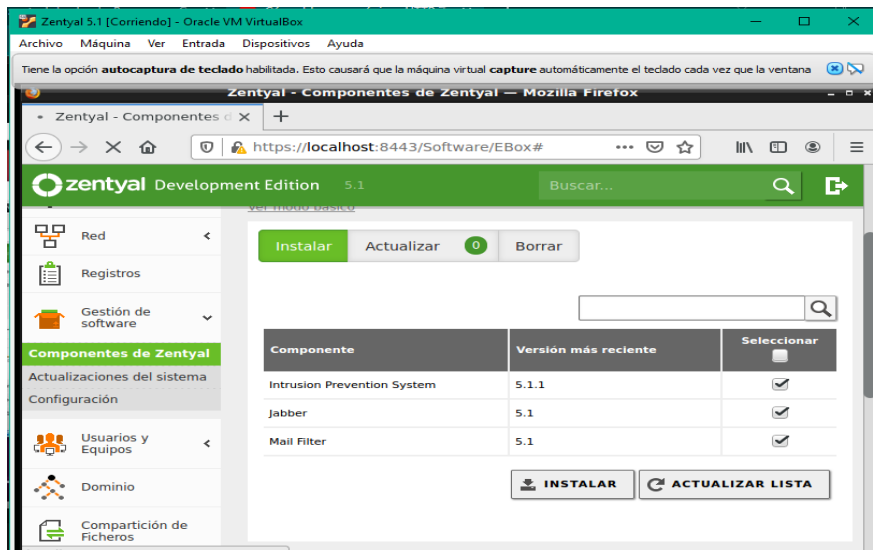 Zentyal 5.1 [Corriendo] - Oracle VM VirtualBox
Archivo Máquina Ver Entrada Dispositivos Ayuda
Tiene la opción autocaptura de teclado habilitada. Esto causará que la máquina virtual capture automáticamente el teclado cada vez que la ventana
Zentyal - Componentes de Zentyal — Mozilla Firefox
Zentyal - Componentes d
https://localhost:8443/Software/EBox#
zentyal Development Edition 5.1
Buscar...
Ver modo básico
Red
Registros
Gestión de
software
Componentes de Zentyal
Actualizaciones del sistema
Configuración
Usuarios y
Equipos
Dominio
Compartición de
Ficheros
Instalar Actualizar 0 Borrar
Componente Versión más reciente Seleccionar
Intrusion Prevention System 5.1.1
Jabber 5.1
Mail Filter 5.1
INSTALAR ACTUALIZAR LISTA